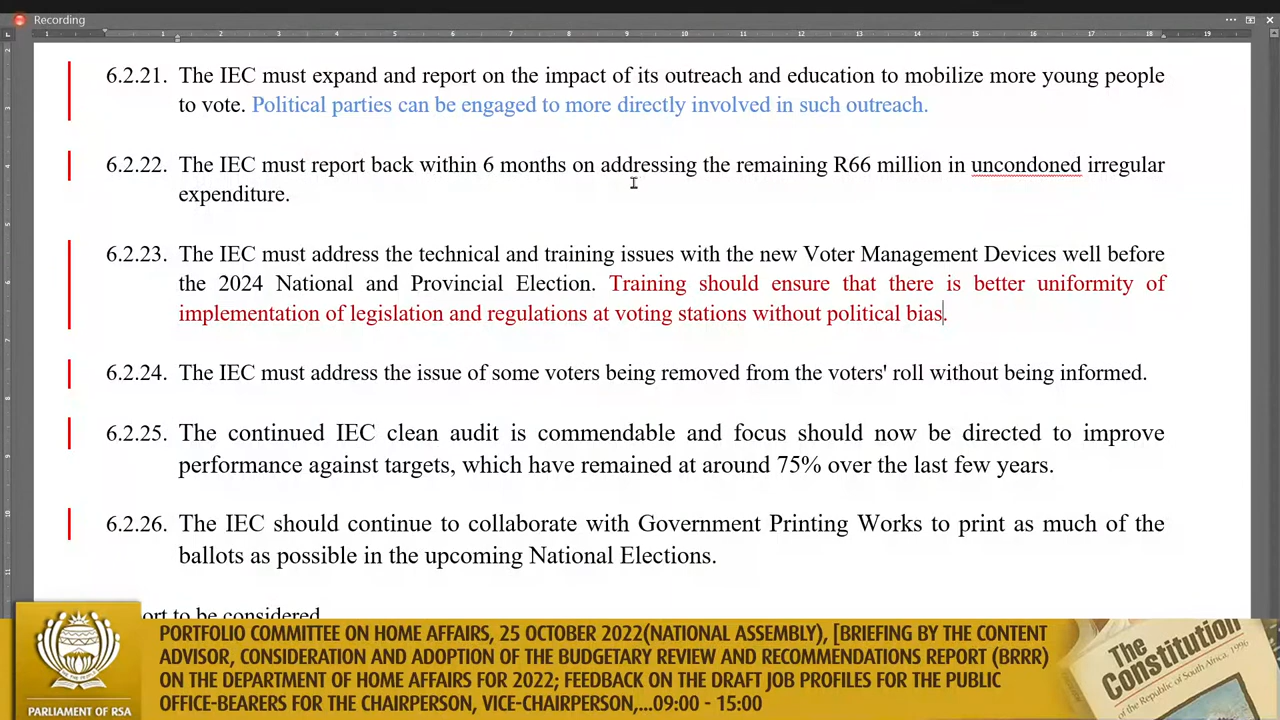 Recording
6.2.21. The IEC must expand and report on the impact of its outreach and education to mobilize more young people
to vote. Political parties can be engaged to more directly involved in such outreach.
6.2.22. The IEC must report back within 6 months on addressing the remaining R66 million in uncondoned irregular
expenditure.
6.2.23. The IEC must address the technical and training issues with the new Voter Management Devices well before
the 2024 National and Provincial Election. Training should ensure that there is better uniformity of
implementation of legislation and regulations at voting stations without political bias.
6.2.24. The IEC must address the issue of some voters being removed from the voters' roll without being informed.
6.2.25. The continued IEC clean audit is commendable and focus should now be directed to improve
performance against targets, which have remained at around 75% over the last few years.
6.2.26. The IEC should continue to collaborate with Government Printing Works to print as much of the
ballots as possible in the upcoming National Elections.
ort to be considered
PORTFOLIO COMMITTEE ON HOME AFFAIRS, 25 OCTOBER 2022(NATIONAL ASSEMBLY), [BRIEFING BY THE CONTENT
ADVISOR, CONSIDERATION AND ADOPTION OF THE BUDGETARY REVIEW AND RECOMMENDATIONS REPORT (BRRR)
ON THE DEPARTMENT OF HOME AFFAIRS FOR 2022; FEEDBACK ON THE DRAFT JOB PROFILES FOR THE PUBLIC
OFFICE-BEARERS FOR THE CHAIRPERSON, VICE-CHAIRPERSON,...09:00 - 15:00
PARLIAMENT OF RSA
The
Constitution
of the Republic of South Africa, 1996